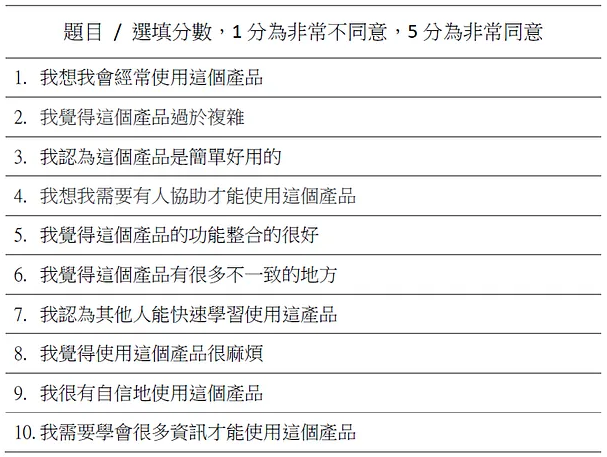 題目 / 選填分數，1 分為非常不同意，5 分為非常同意
1. 我想我會經常使用這個產品
2. 我覺得這個產品過於複雜
3. 我認為這個產品是簡單好用的
4. 我想我需要有人協助才能使用這個產品
5. 我覺得這個產品的功能整合的很好
6. 我覺得這個產品有很多不一致的地方
7. 我認為其他人能快速學習使用這產品
8. 我覺得使用這個產品很麻煩
9. 我很有自信地使用這個產品
10. 我需要學會很多資訊才能使用這個產品